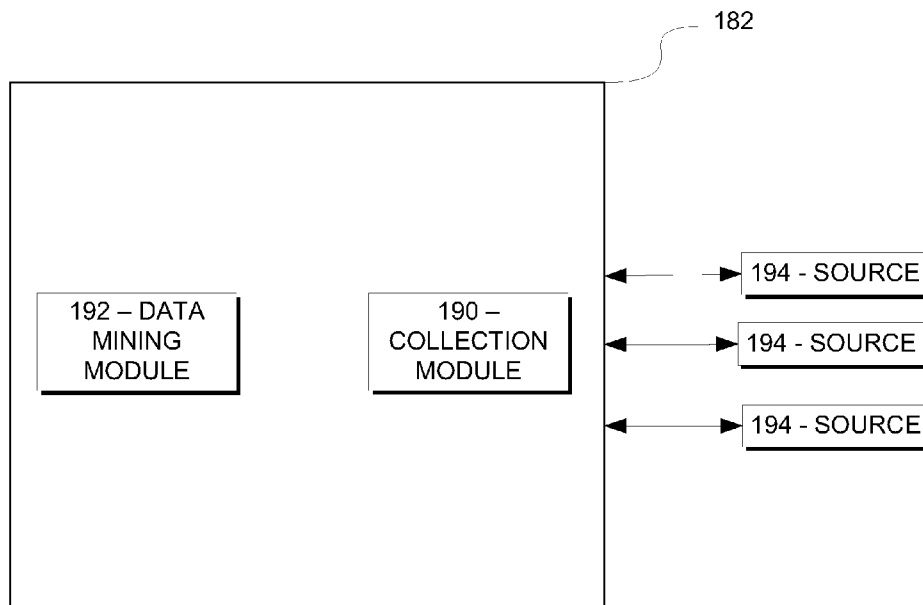 182
194 - SOURCE
192 – DATA
MINING
MODULE
190 –
COLLECTION
MODULE
194 - SOURCE
194 - SOURCE